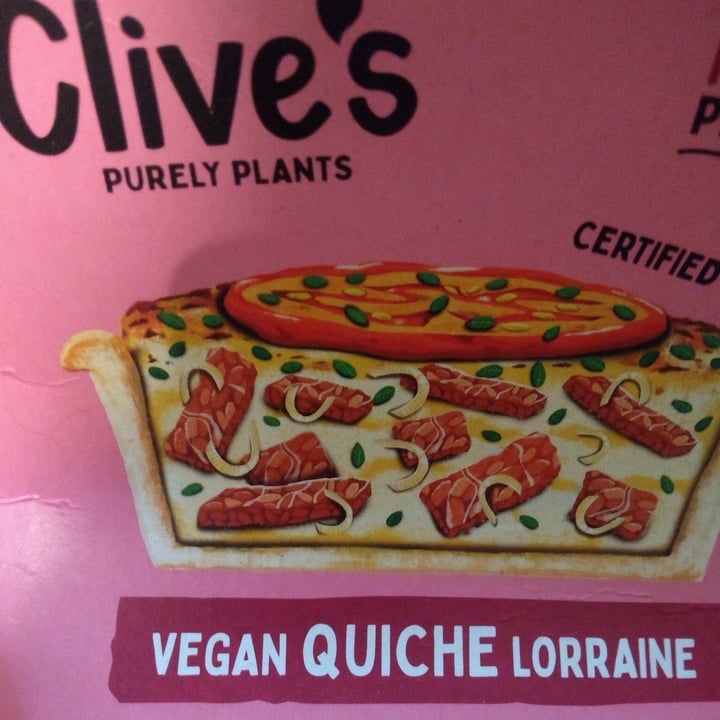 Clive's
PURELY PLANTS
CERTIFIED
VEGAN QUICHE LORRAINE